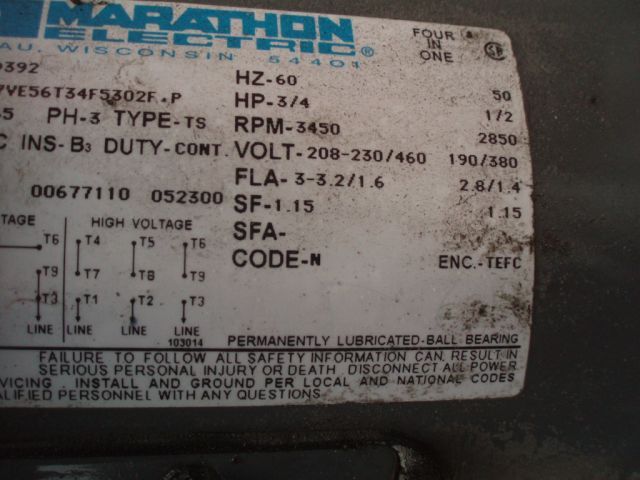 MARATHON
ELECTRIC®
AU. WISCONSIN 54401
FOUR
IN
ONE
9392
7VE56T34F5302F.P
5 PH-3 TYPE-TS
C INS-B3 DUTY-CONT.
00677110 052300
HZ-60 50
HP-3/4 1/2
RPM-3450 2850
VOLT-208-230/460 190/380
FLA-3-3.2/1.6 2.8/1.4
SF-1.15 1.15
SFA-
CODE-N ENC.-TEFC
TAGE HIGH VOLTAGE
T6 T4 T5 T6
T9 T7 T8 T9
T3 T1 T2 T3
LINE LINE LINE LINE
103014
PERMANENTLY LUBRICATED-BALL BEARING
FAILURE TO FOLLOW ALL SAFETY INFORMATION CAN RESULT IN
SERIOUS PERSONAL INJURY OR DEATH. DISCONNECT ALL POWER
VICING. INSTALL AND GROUND PER LOCAL AND NATIONAL CODES
ALIFIED PERSONNEL WITH ANY QUESTIONS.